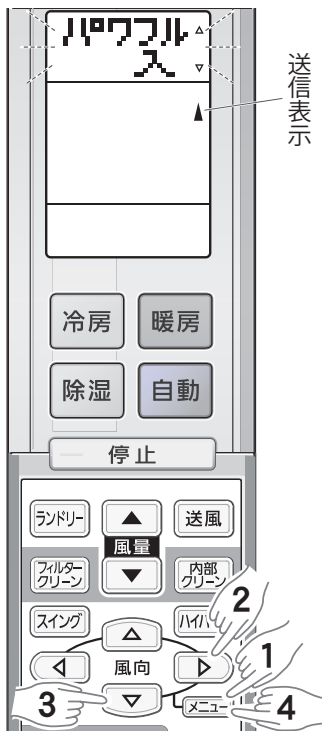 パワフル
入
送信表示
冷房
暖房
除湿
自動
停止
ランドリー
送風
風量
フィルター
クリーン
内部
クリーン
スイング
2
風向
1
3
メニュー
4